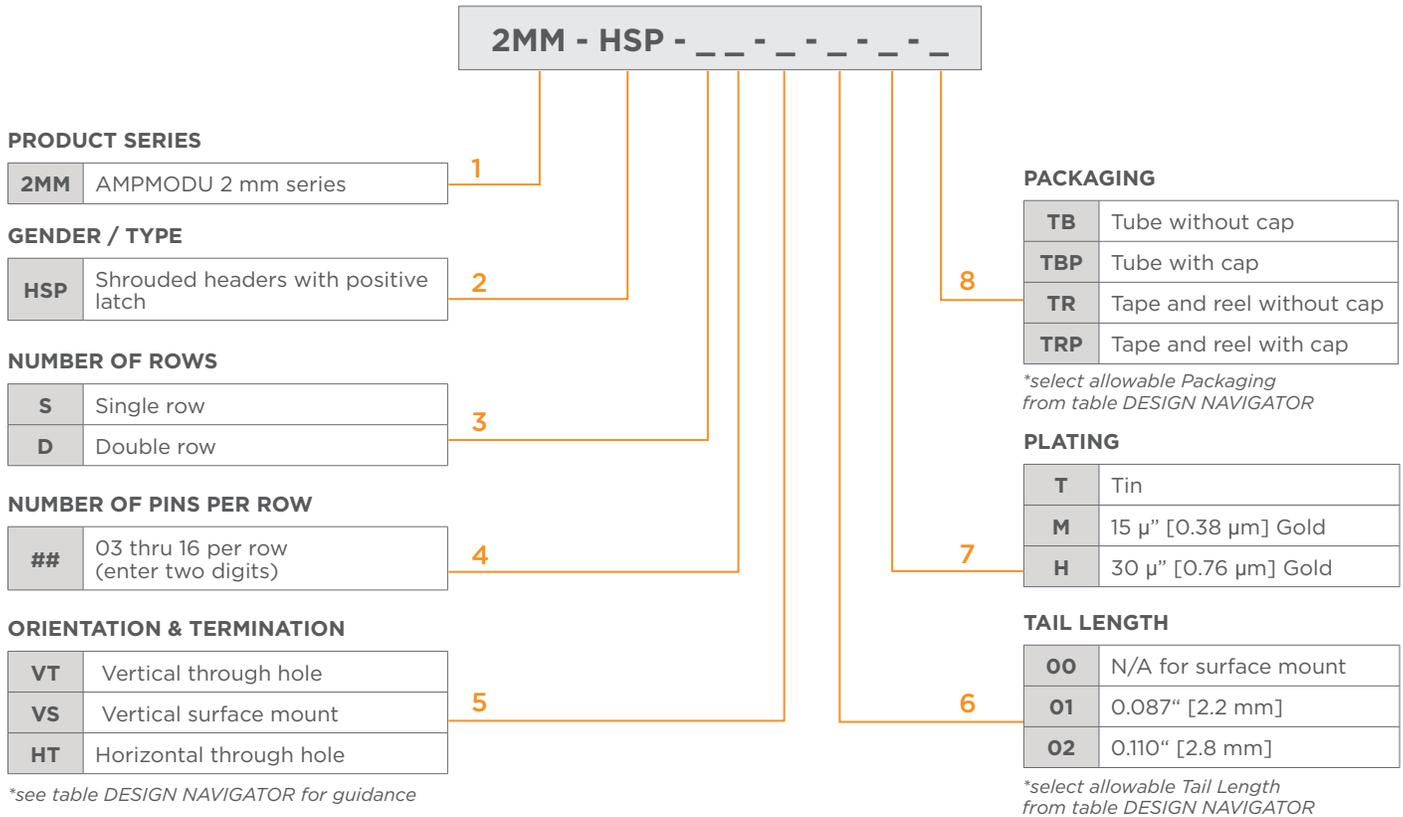 2MM - HSP - _ _ - _ - _ - _ - _
PRODUCT SERIES
1
2MM AMPMODU 2 mm series
GENDER / TYPE
2
HSP Shrouded headers with positive
latch
NUMBER OF ROWS
S Single row
3
D Double row
NUMBER OF PINS PER ROW
## 03 thru 16 per row
(enter two digits)
4
ORIENTATION & TERMINATION
VT Vertical through hole
5
VS Vertical surface mount
HT Horizontal through hole
*see table DESIGN NAVIGATOR for guidance
PACKAGING
TB Tube without cap
TBP Tube with cap
8
TR Tape and reel without cap
TRP Tape and reel with cap
*select allowable Packaging
from table DESIGN NAVIGATOR
PLATING
T Tin
M 15 µ” [0.38 µm] Gold
7
H 30 µ” [0.76 µm] Gold
TAIL LENGTH
00 N/A for surface mount
6
01 0.087“ [2.2 mm]
02 0.110“ [2.8 mm]
*select allowable Tail Length
from table DESIGN NAVIGATOR